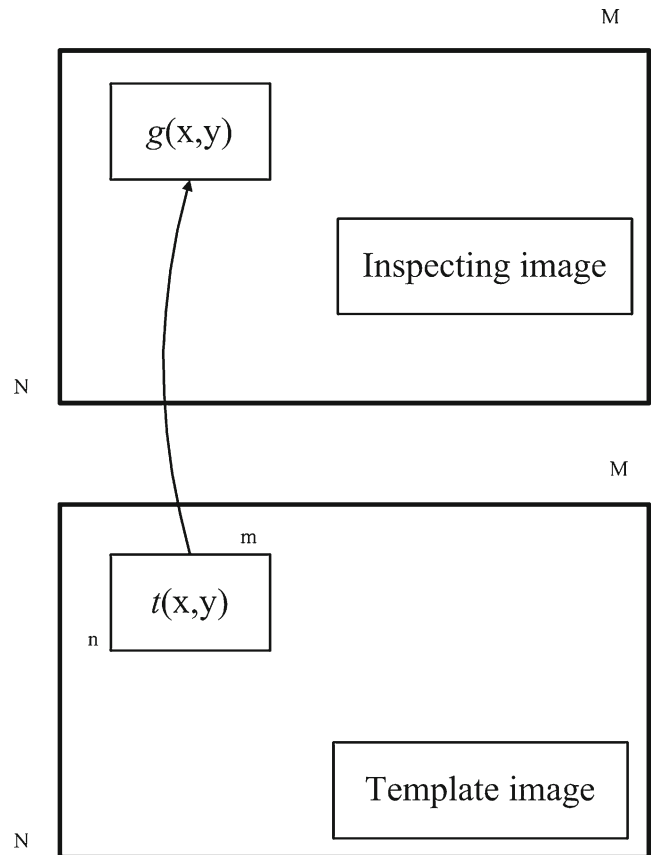 M
g(x,y)
Inspecting image
N
M
m
t(x,y)
n
Template image
N